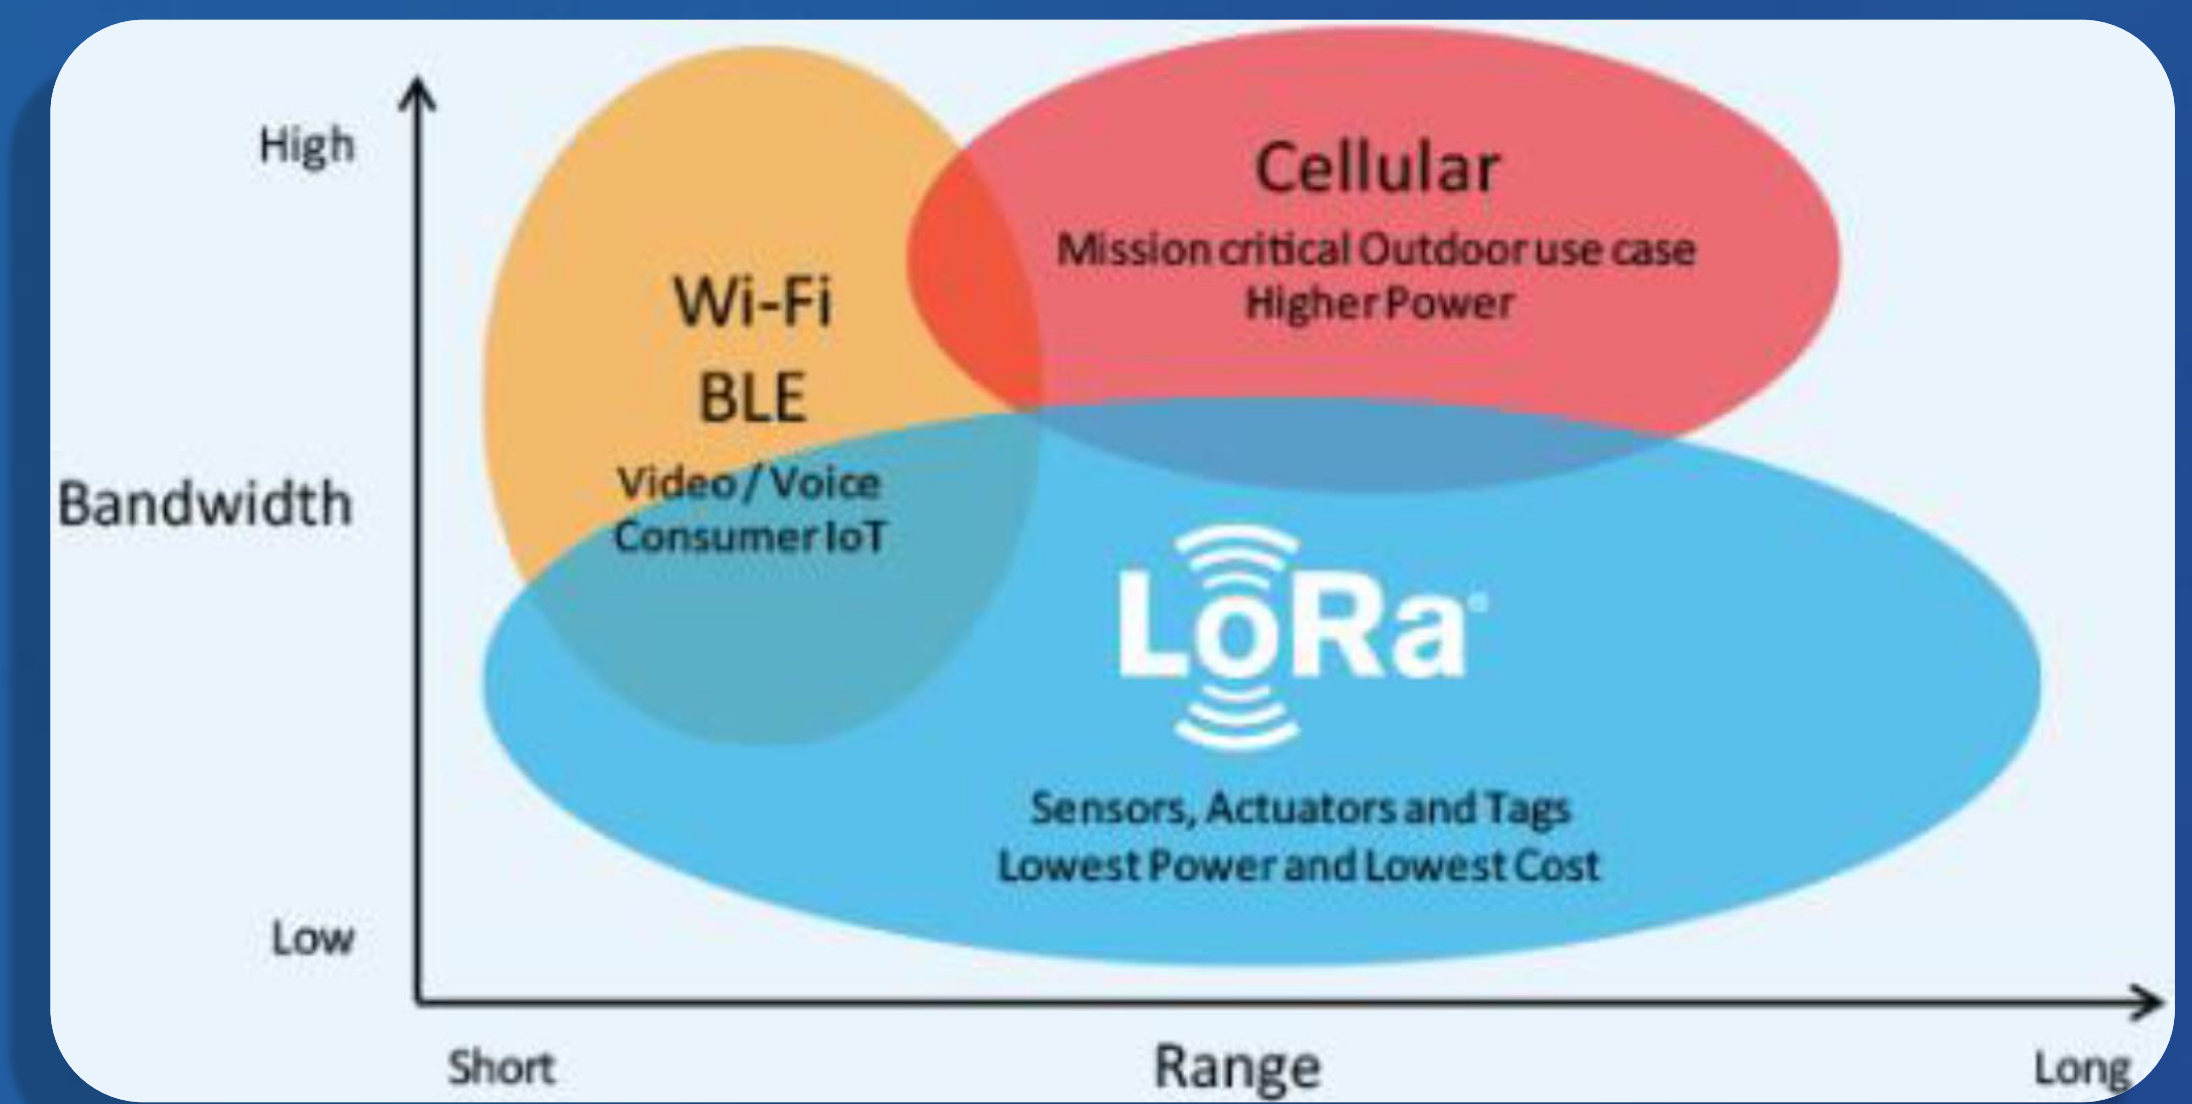 High
Bandwidth
Low
Wi-Fi
BLE
Video / Voice
Consumer IoT
Cellular
Mission critical Outdoor use case
Higher Power
LoRa
Sensors, Actuators and Tags
Lowest Power and Lowest Cost
Short
Range
Long